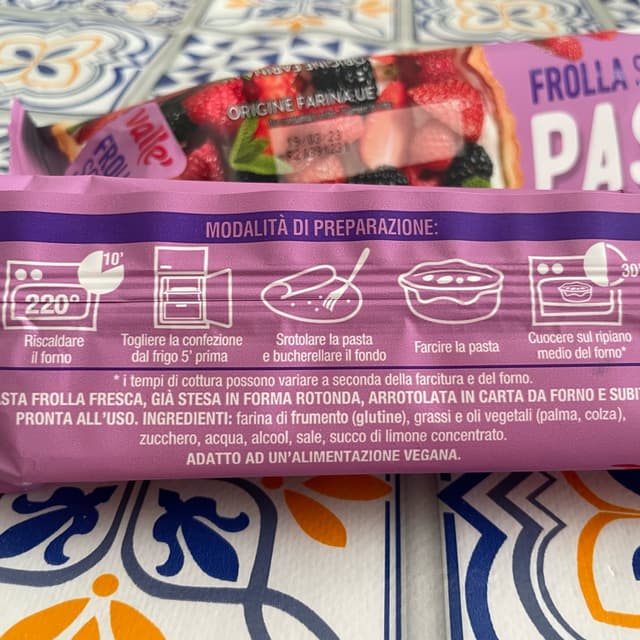 ORIGINE FARINA:UE
19/02/23
valle'
FROLLA
PAS
MODALITÀ DI PREPARAZIONE:
10'
220°
30'
Riscaldare
il forno
Togliere la confezione
dal frigo 5' prima
Srotolare la pasta
e bucherellare il fondo
Farcire la pasta
Cuocere sul ripiano
medio del forno*
* i tempi di cottura possono variare a seconda della farcitura e del forno.
STA FROLLA FRESCA, GIÀ STESA IN FORMA ROTONDA, ARROTOLATA IN CARTA DA FORNO E SUBIT
PRONTA ALL'USO. INGREDIENTI: farina di frumento (glutine), grassi e oli vegetali (palma, colza),
zucchero, acqua, alcool, sale, succo di limone concentrato.
ADATTO AD UN'ALIMENTAZIONE VEGANA.